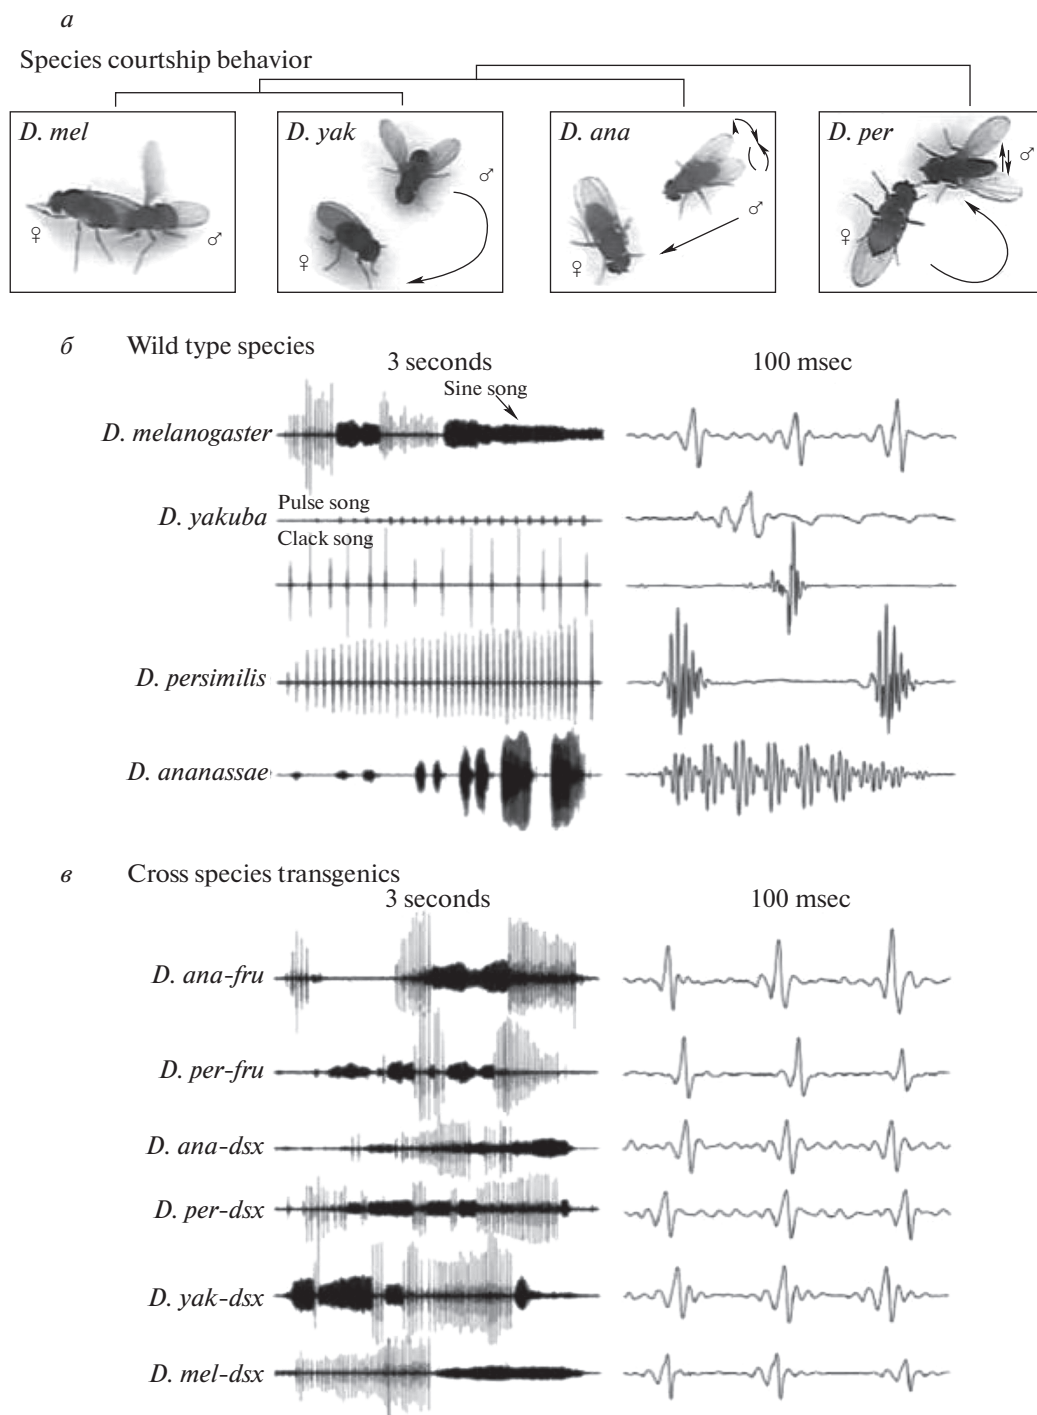 а
Species courtship behavior
D. mel
D. yak
D. ana
D. per
♀
♂
♀
♂
♀
♂
♀
♂
б Wild type species
3 seconds
100 msec
Sine song
D. melanogaster
Pulse song
D. yakuba
Clack song
D. persimilis
D. ananassae
в Cross species transgenics
3 seconds
100 msec
D. ana-fru
D. per-fru
D. ana-dsx
D. per-dsx
D. yak-dsx
D. mel-dsx